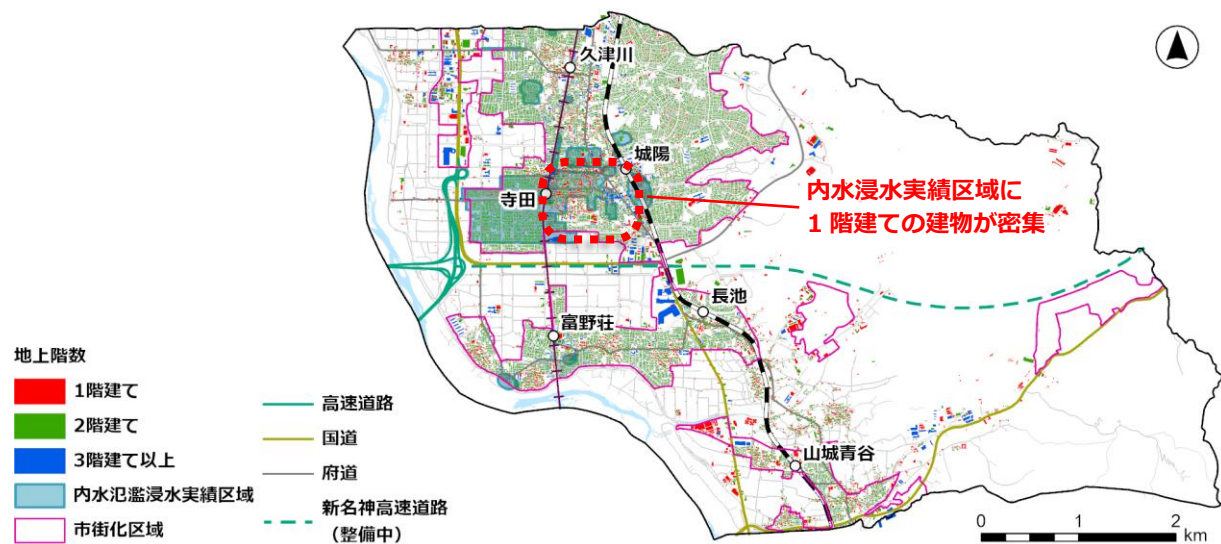 久津川
城陽
寺田
内水浸水実績区域に
1 階建ての建物が密集
長池
富野荘
山城青谷
地上階数
1階建て
2階建て
3階建て以上
内水氾濫浸水実績区域
市街化区域
高速道路
国道
府道
新名神高速道路
（整備中）
0 1 2 km